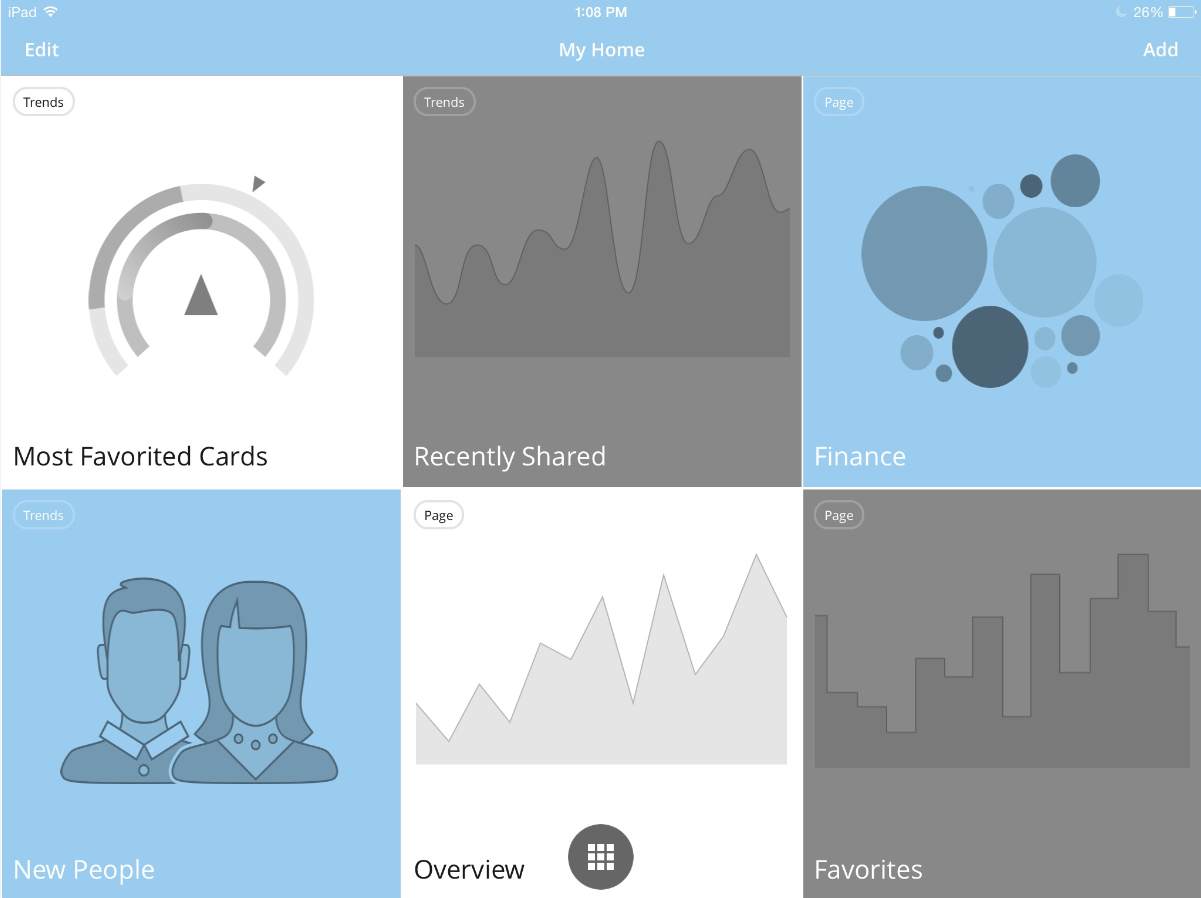 iPad 1:08 PM 26%
Edit My Home Add
Trends
Most Favorited Cards
Trends
Recently Shared
Page
Finance
Trends
New People
Page
Overview
Page
Favorites